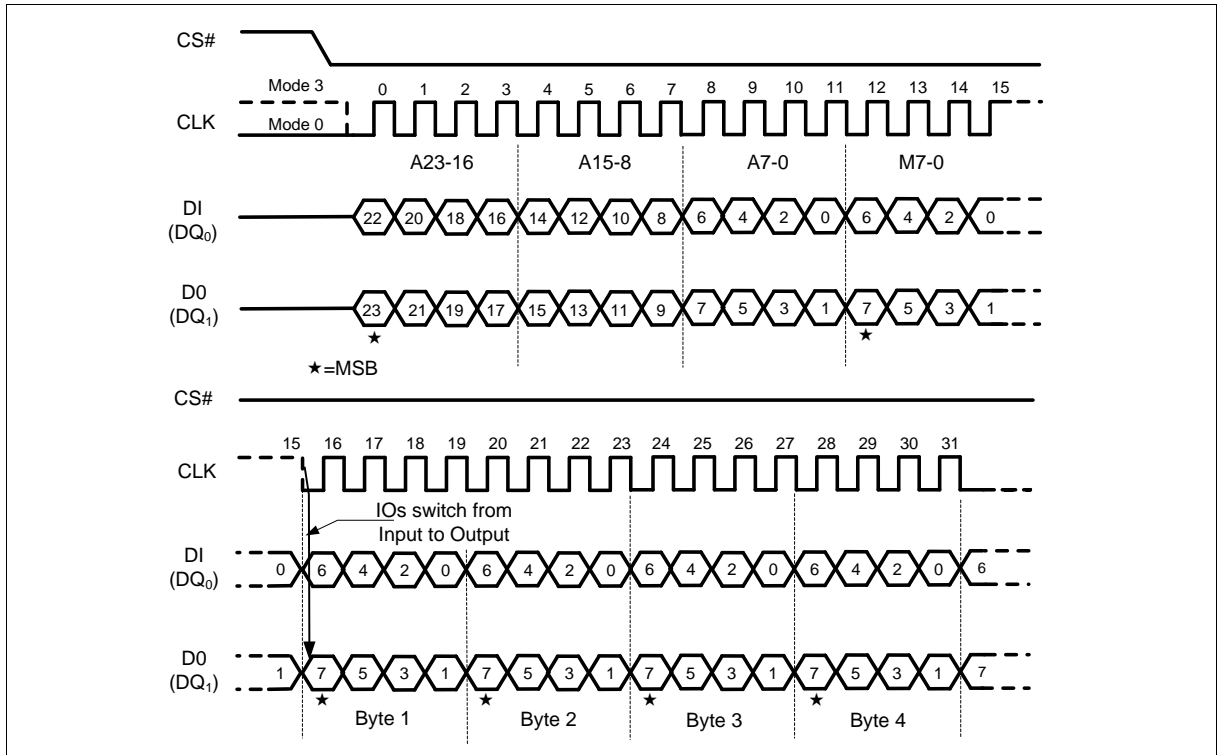 CS#
Mode 3
0 1 2 3 4 5 6 7 8 9 10 11 12 13 14 15
CLK
Mode 0
A23-16 A15-8 A7-0 M7-0
DI
(DQ0)
22 20 18 16 14 12 10 8 6 4 2 0 6 4 2 0
D0
(DQ1)
23 21 19 17 15 13 11 9 7 5 3 1 7 5 3 1
★ ★
★=MSB
CS#
15 16 17 18 19 20 21 22 23 24 25 26 27 28 29 30 31
CLK
IOs switch from
Input to Output
DI
(DQ0)
0 6 4 2 0 6 4 2 0 6 4 2 0 6 4 2 0 6
D0
(DQ1)
1 7 5 3 1 7 5 3 1 7 5 3 1 7 5 3 1 7
★ ★ ★ ★
Byte 1 Byte 2 Byte 3 Byte 4